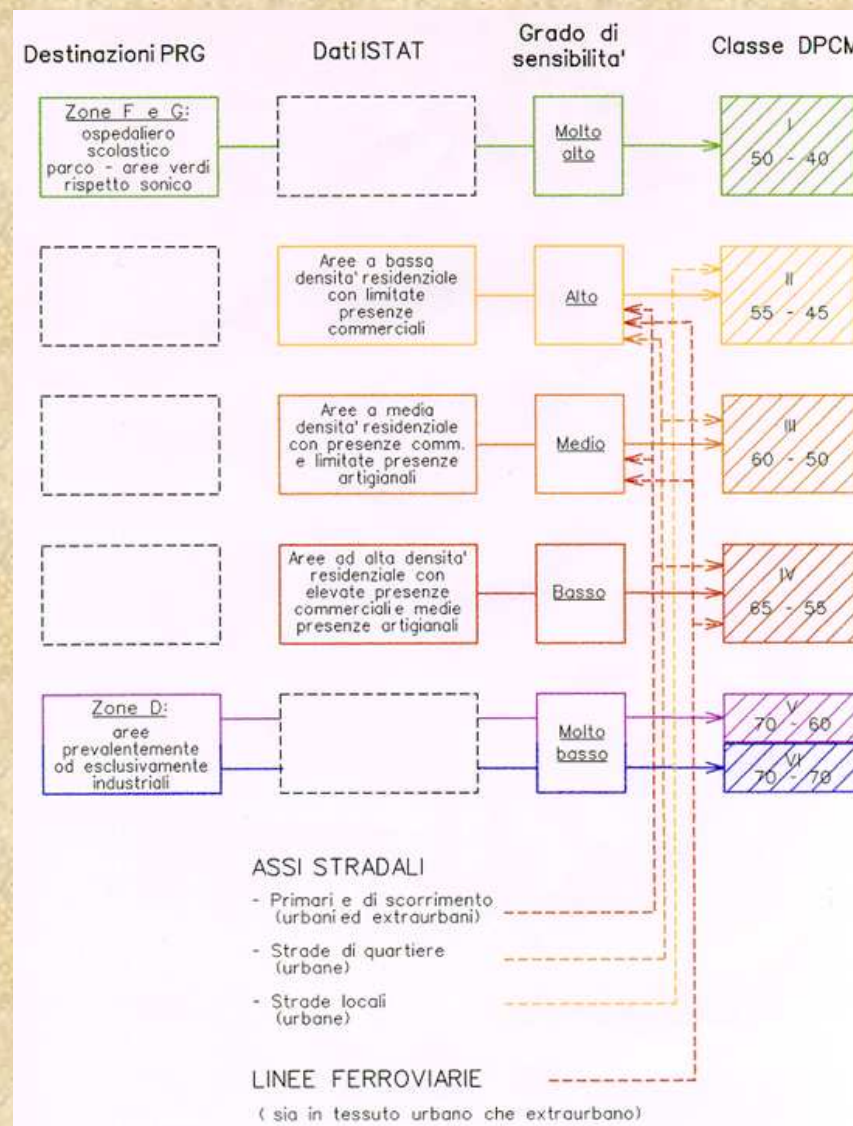 Destinazioni PRG
Dati ISTAT
Grado di
sensibilita'
Classe DPCM
Zone F e G:
ospedaliero
scolastico
parco - aree verdi
rispetto sonico
Molto
alto
I
50 - 40
Aree a bassa
densita' residenziale
con limitate
presenze
commerciali
Alto
II
55 - 45
Aree a media
densita' residenziale
con presenze comm.
e limitate presenze
artigianali
Medio
III
60 - 50
Aree ad alta densita'
residenziale con
elevate presenze
commerciali e medie
presenze artigianali
Basso
IV
65 - 55
Zone D:
aree
prevalentemente
od esclusivamente
industriali
Molto
basso
V
70 - 60
VI
70 - 70
ASSI STRADALI
- Primari e di scorrimento
(urbani ed extraurbani)
- Strade di quartiere
(urbane)
- Strade locali
(urbane)
LINEE FERROVIARIE
( sia in tessuto urbano che extraurbano)